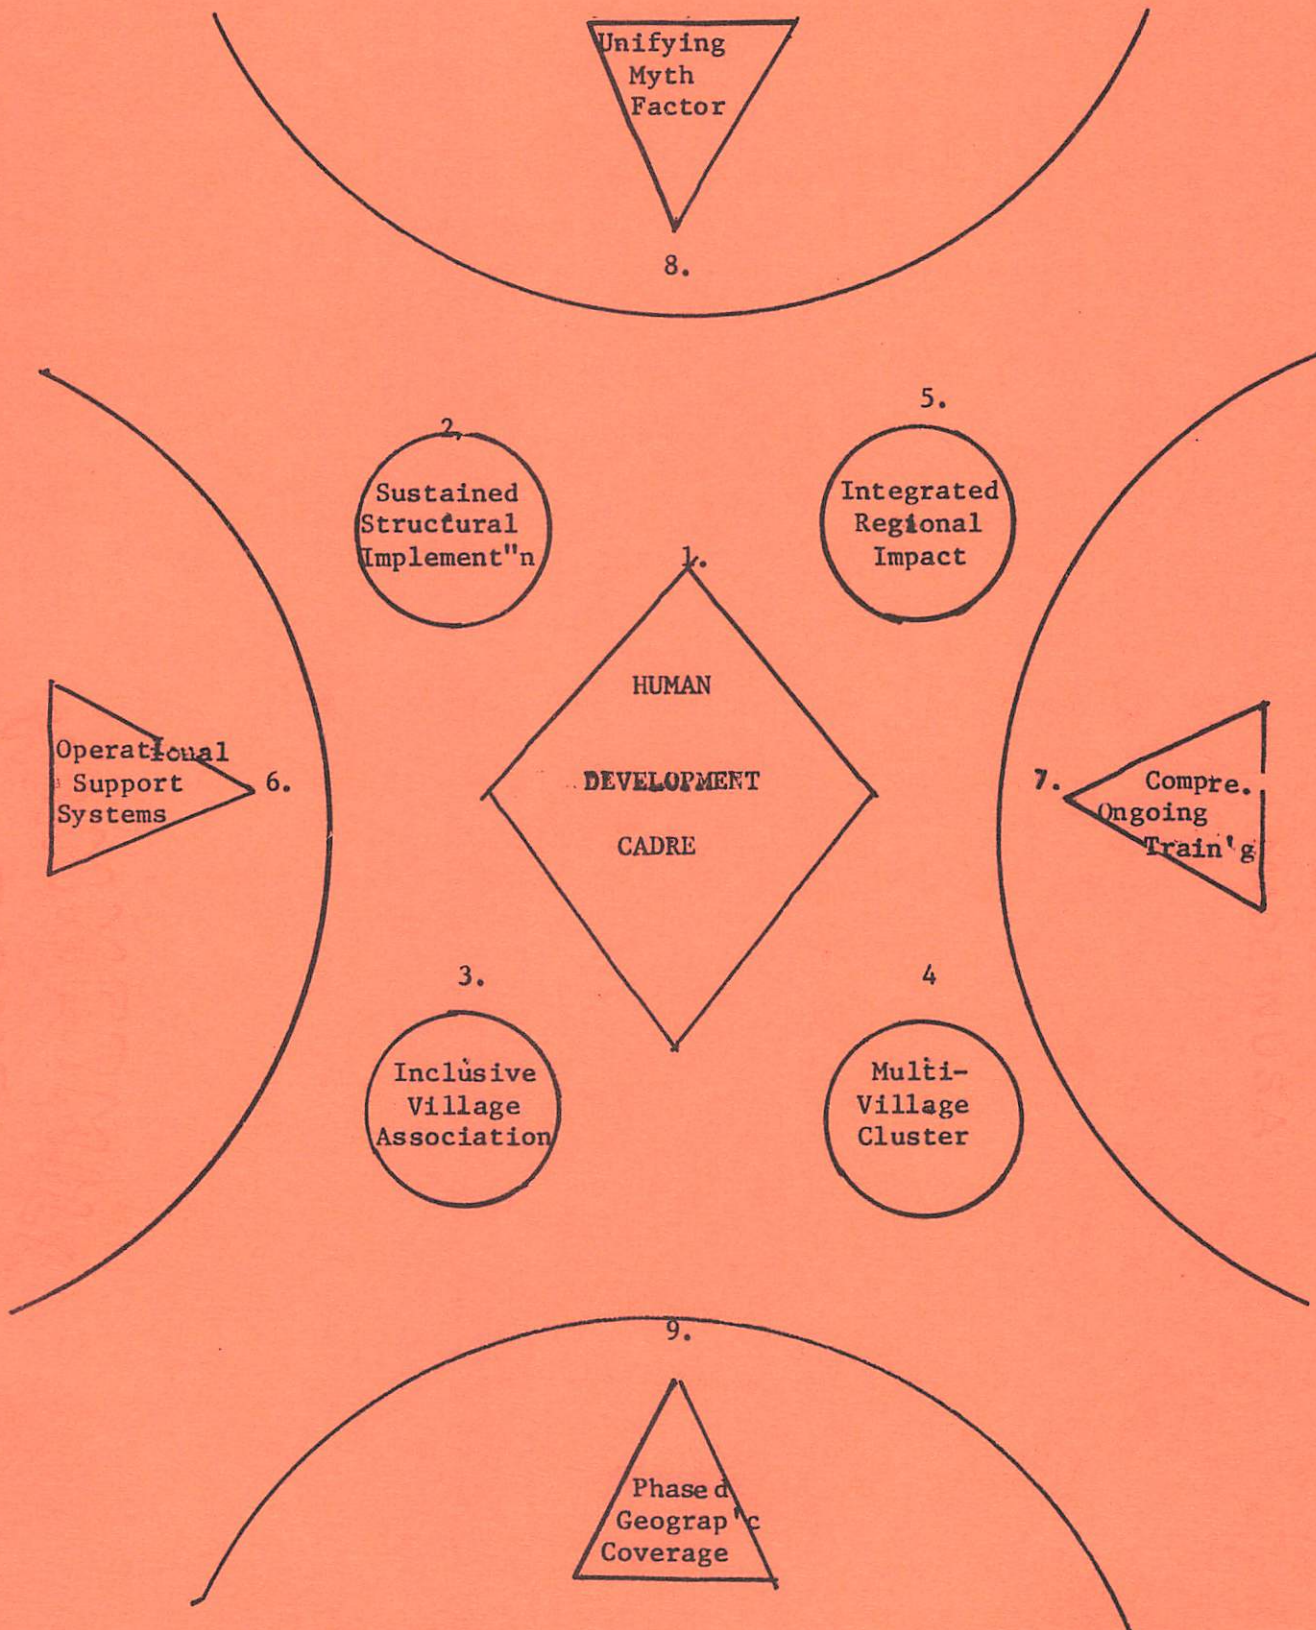 Unifying
Myth
Factor
8.
5.
2.
Integrated
Regional
Impact
Sustained
Structural
Implement"n
1.
HUMAN
DEVELOPMENT
CADRE
Operational
Support
Systems
6.
7.
Compre.
Ongoing
Train'g
3.
4
Inclusive
Village
Association
Multi-
Village
Cluster
9.
Phased
Geograp'c
Coverage